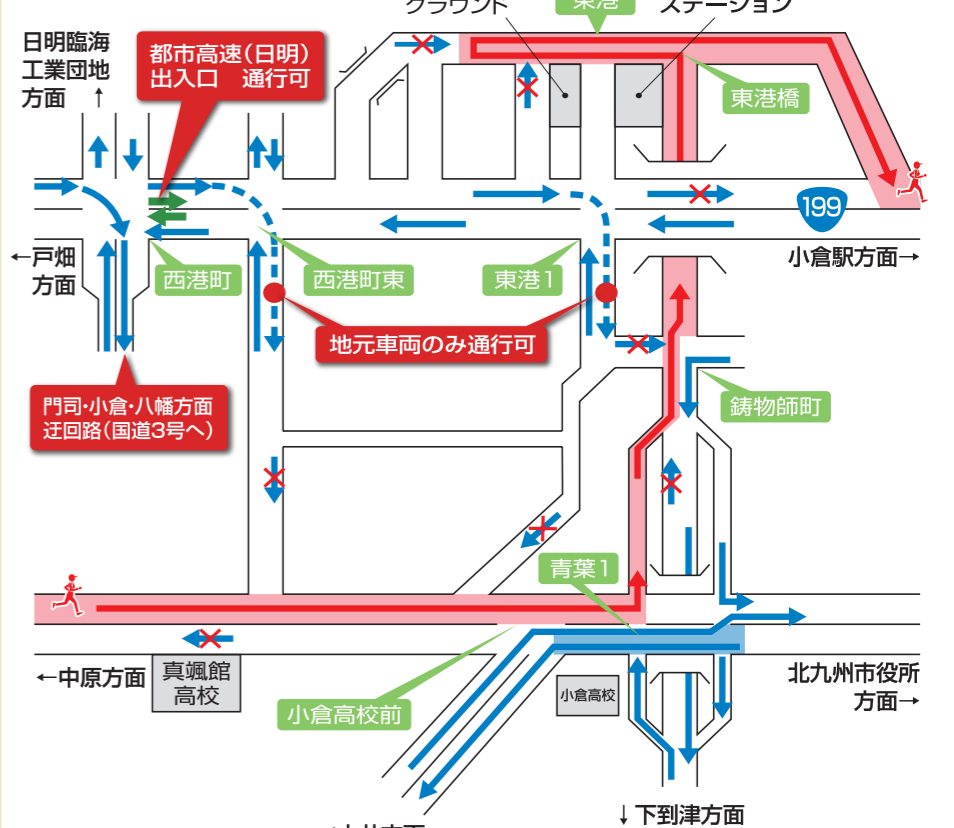 グラウンド
東港
ステーション
日明臨海
工業団地
方面 ↑
都市高速(日明)
出入口 通行可
東港橋
199
←戸畑
方面
西港町
西港町東
東港1
小倉駅方面→
地元車両のみ通行可
門司・小倉・八幡方面
迂回路(国道3号へ)
鋳物師町
青葉1
←中原方面
真颯館
高校
小倉高校前
小倉高校
北九州市役所
方面→
↓下到津方面